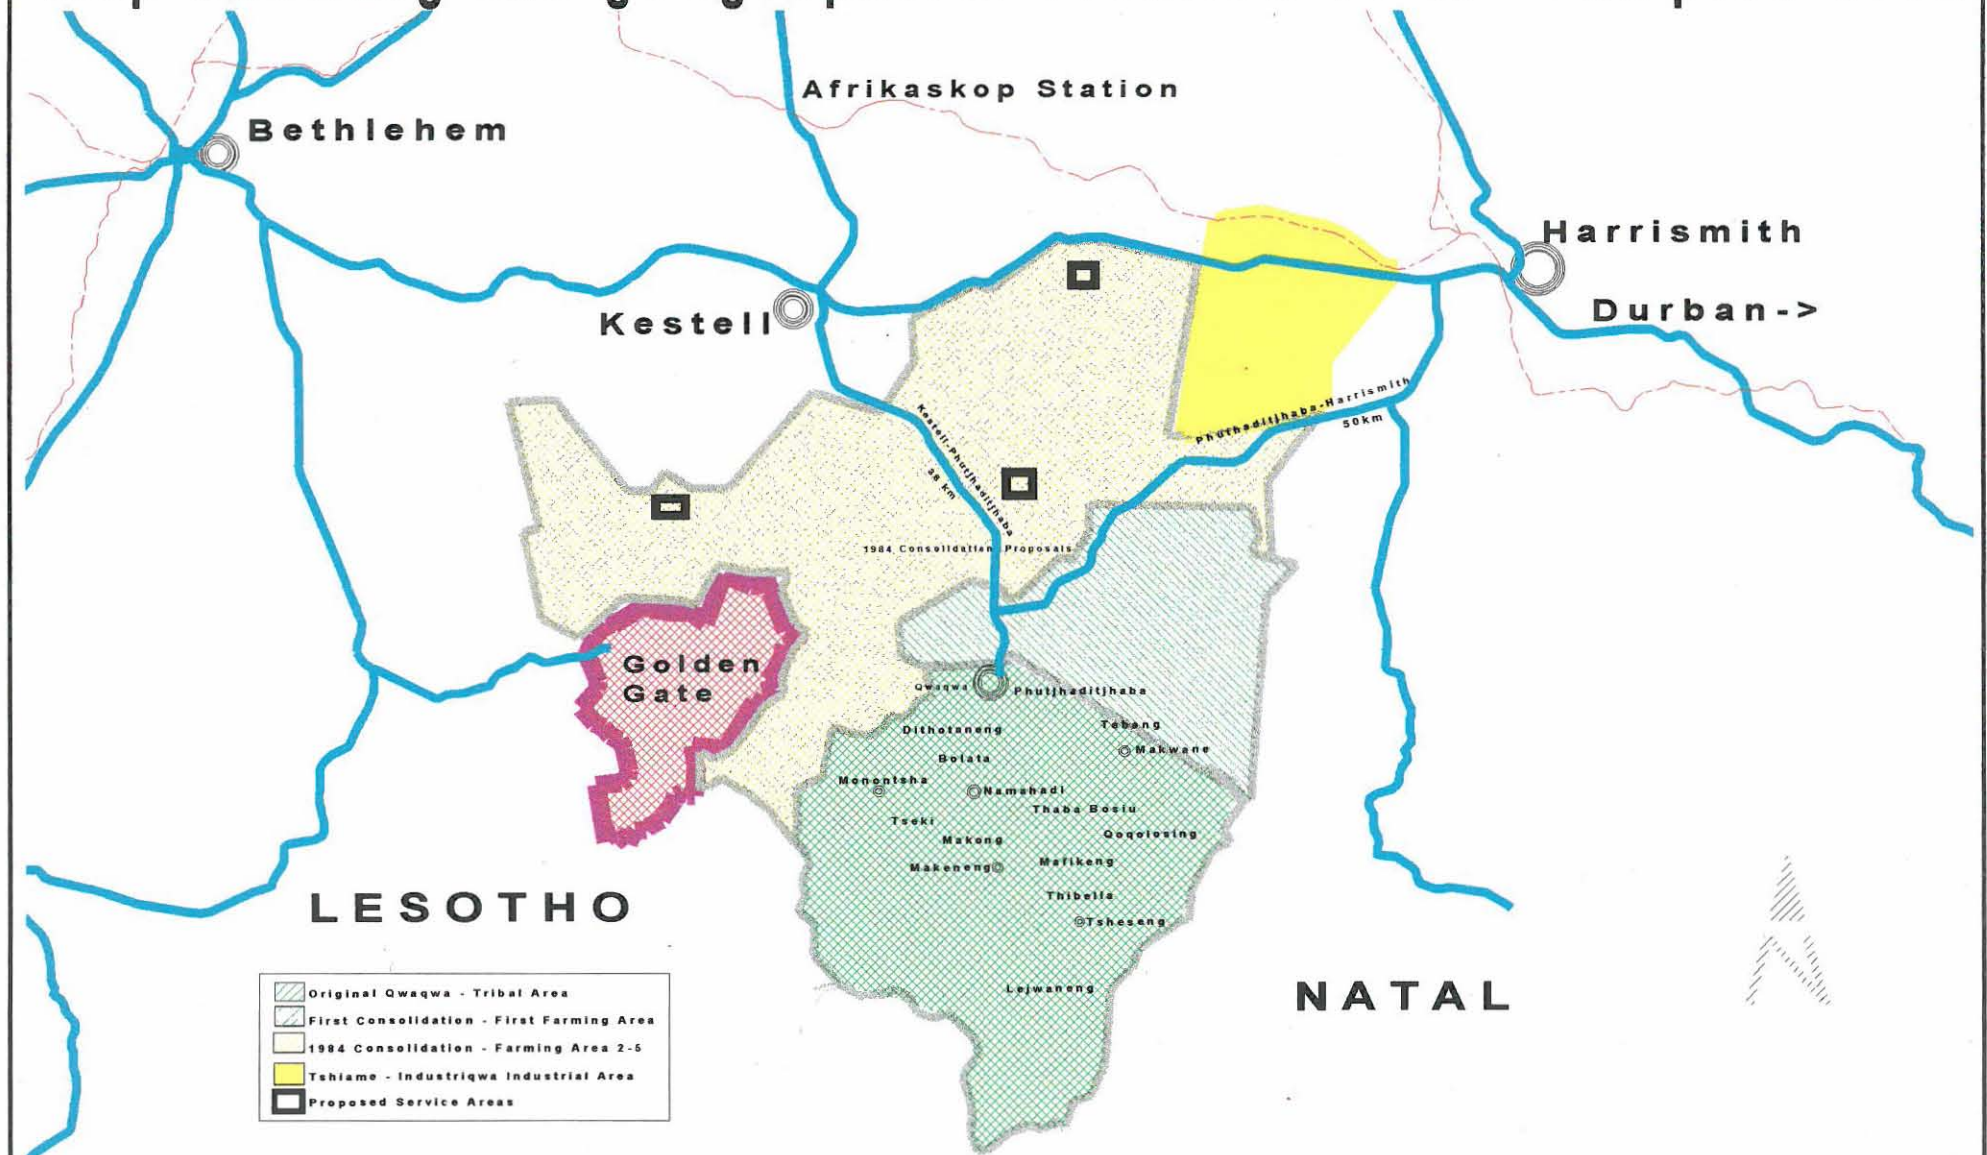 Afrikaskop Station
Bethlehem
Harrismith
Durban->
Kestell
Phuthaditjhaba-Harrismith
50km
Kestell-Phutjhaditjhaba
38 km
1984 Consolidation Proposals
Golden
Gate
Qwaqwa
Phutjhaditjhaba
Dithotaneng
Tebang
Makwane
Bolata
Monontsha
Namahadi
Thaba Bosiu
Tseki
Qoqolosing
Makong
Mafikeng
Makeneng
Thibella
Tsheseng
Lejwaneng
LESOTHO
NATAL
N
Original Qwaqwa - Tribal Area
First Consolidation - First Farming Area
1984 Consolidation - Farming Area 2-5
Tshiame - Industriqwa Industrial Area
Proposed Service Areas